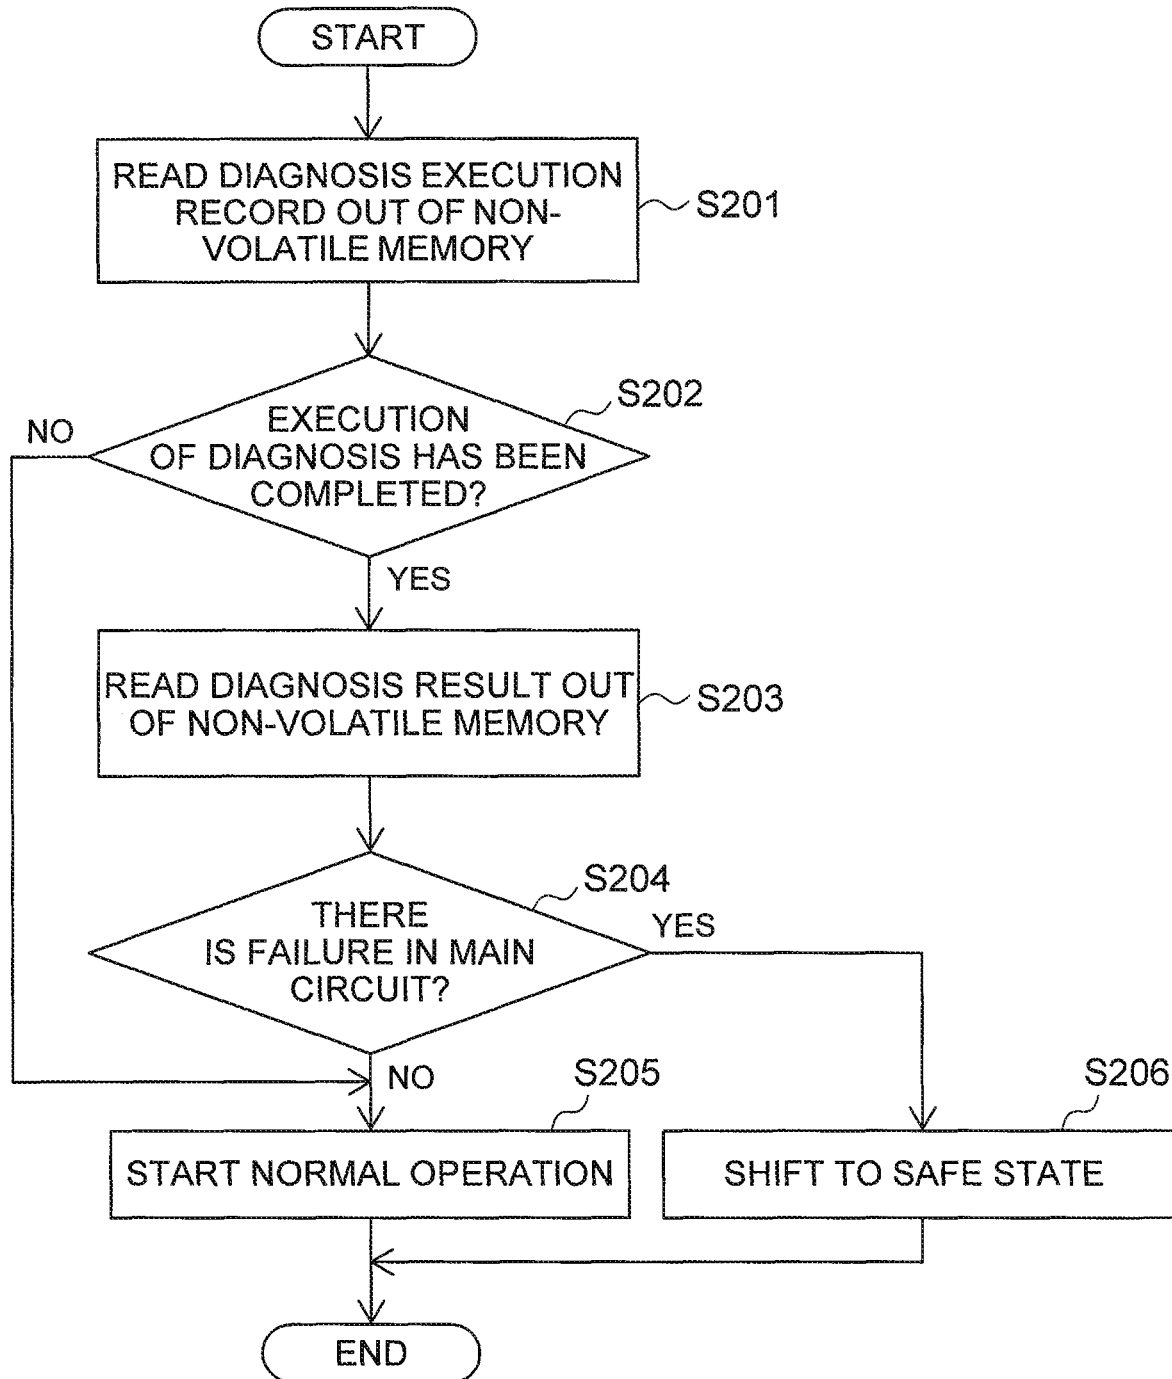 START
READ DIAGNOSIS EXECUTION
RECORD OUT OF NON-
VOLATILE MEMORY
S201
S202
NO
EXECUTION
OF DIAGNOSIS HAS BEEN
COMPLETED?
YES
READ DIAGNOSIS RESULT OUT
OF NON-VOLATILE MEMORY
S203
S204
THERE
IS FAILURE IN MAIN
CIRCUIT?
YES
NO
S205
S206
START NORMAL OPERATION
SHIFT TO SAFE STATE
END